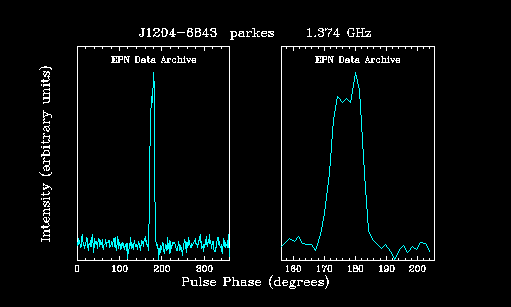 J1204-6843 parkes 1.374 GHz
EPN Data Archive EPN Data Archive
Intensity (arbitrary units)
0 100 200 300 160 170 180 190 200
Pulse Phase (degrees)